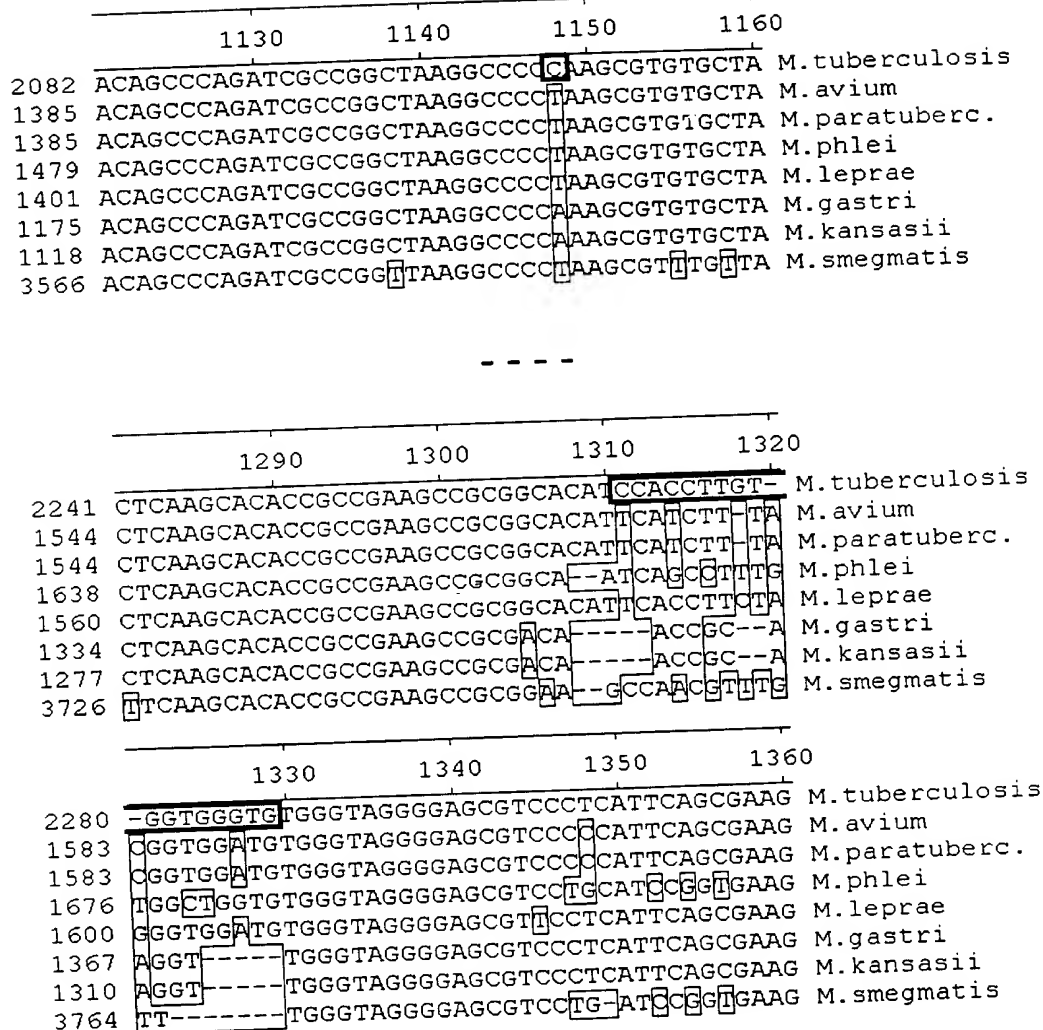 1130 1140 1150 1160
2082 ACAGCCCAGATCGCCGGCTAAGGCCCCCAAGCGTGTGCTA M.tuberculosis
1385 ACAGCCCAGATCGCCGGCTAAGGCCCCTAAGCGTGTGCTA M.avium
1385 ACAGCCCAGATCGCCGGCTAAGGCCCCTAAGCGTGTGCTA M.paratuberc.
1479 ACAGCCCAGATCGCCGGCTAAGGCCCCTAAGCGTGTGCTA M.phlei
1401 ACAGCCCAGATCGCCGGCTAAGGCCCCTAAGCGTGTGCTA M.leprae
1175 ACAGCCCAGATCGCCGGCTAAGGCCCCAAAGCGTGTGCTA M.gastri
1118 ACAGCCCAGATCGCCGGCTAAGGCCCCAAAGCGTGTGCTA M.kansasii
3566 ACAGCCCAGATCGCCGGTTAAGGCCCCTAAGCGTTTGTTA M.smegmatis
- - - -
1290 1300 1310 1320
2241 CTCAAGCACACCGCCGAAGCCGCGGCACATCCACCTTGT- M.tuberculosis
1544 CTCAAGCACACCGCCGAAGCCGCGGCACATTCATCTT-TA M.avium
1544 CTCAAGCACACCGCCGAAGCCGCGGCACATTCATCTT-TA M.paratuberc.
1638 CTCAAGCACACCGCCGAAGCCGCGGCA--ATCAGCCTTTG M.phlei
1560 CTCAAGCACACCGCCGAAGCCGCGGCACATTCACCTTCTA M.leprae
1334 CTCAAGCACACCGCCGAAGCCGCGACA-----ACCGC--A M.gastri
1277 CTCAAGCACACCGCCGAAGCCGCGACA-----ACCGC--A M.kansasii
3726 TTCAAGCACACCGCCGAAGCCGCGGAA--GCCAACGTTTG M.smegmatis
1330 1340 1350 1360
2280 -GGTGGGTGTGGGTAGGGGAGCGTCCCTCATTCAGCGAAG M.tuberculosis
1583 CGGTGGATGTGGGTAGGGGAGCGTCCCCCATTCAGCGAAG M.avium
1583 CGGTGGATGTGGGTAGGGGAGCGTCCCCCATTCAGCGAAG M.paratuberc.
1676 TGGCTGGTGTGGGTAGGGGAGCGTCCTGCATCCGGTGAAG M.phlei
1600 GGGTGGATGTGGGTAGGGGAGCGTTCCTCATTCAGCGAAG M.leprae
1367 AGGT-----TGGGTAGGGGAGCGTCCCTCATTCAGCGAAG M.gastri
1310 AGGT-----TGGGTAGGGGAGCGTCCCTCATTCAGCGAAG M.kansasii
3764 TT-------TGGGTAGGGGAGCGTCCTG-ATCCGGTGAAG M.smegmatis